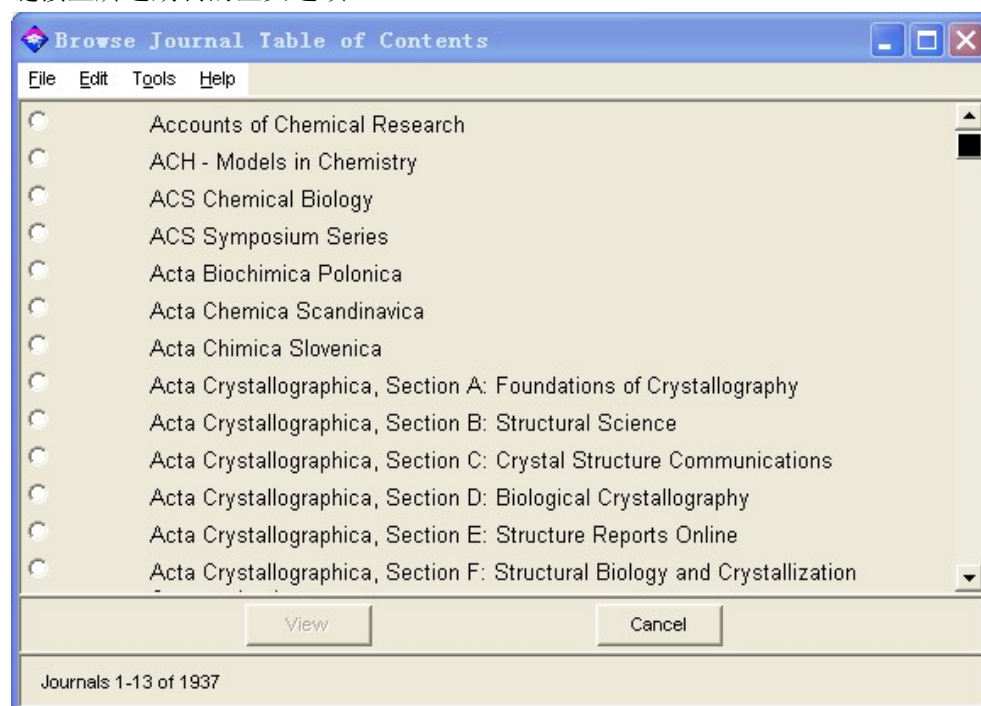 Browse Journal Table of Contents
File Edit Tools Help
Accounts of Chemical Research
ACH - Models in Chemistry
ACS Chemical Biology
ACS Symposium Series
Acta Biochimica Polonica
Acta Chemica Scandinavica
Acta Chimica Slovenica
Acta Crystallographica, Section A: Foundations of Crystallography
Acta Crystallographica, Section B: Structural Science
Acta Crystallographica, Section C: Crystal Structure Communications
Acta Crystallographica, Section D: Biological Crystallography
Acta Crystallographica, Section E: Structure Reports Online
Acta Crystallographica, Section F: Structural Biology and Crystallization
View Cancel
Journals 1-13 of 1937